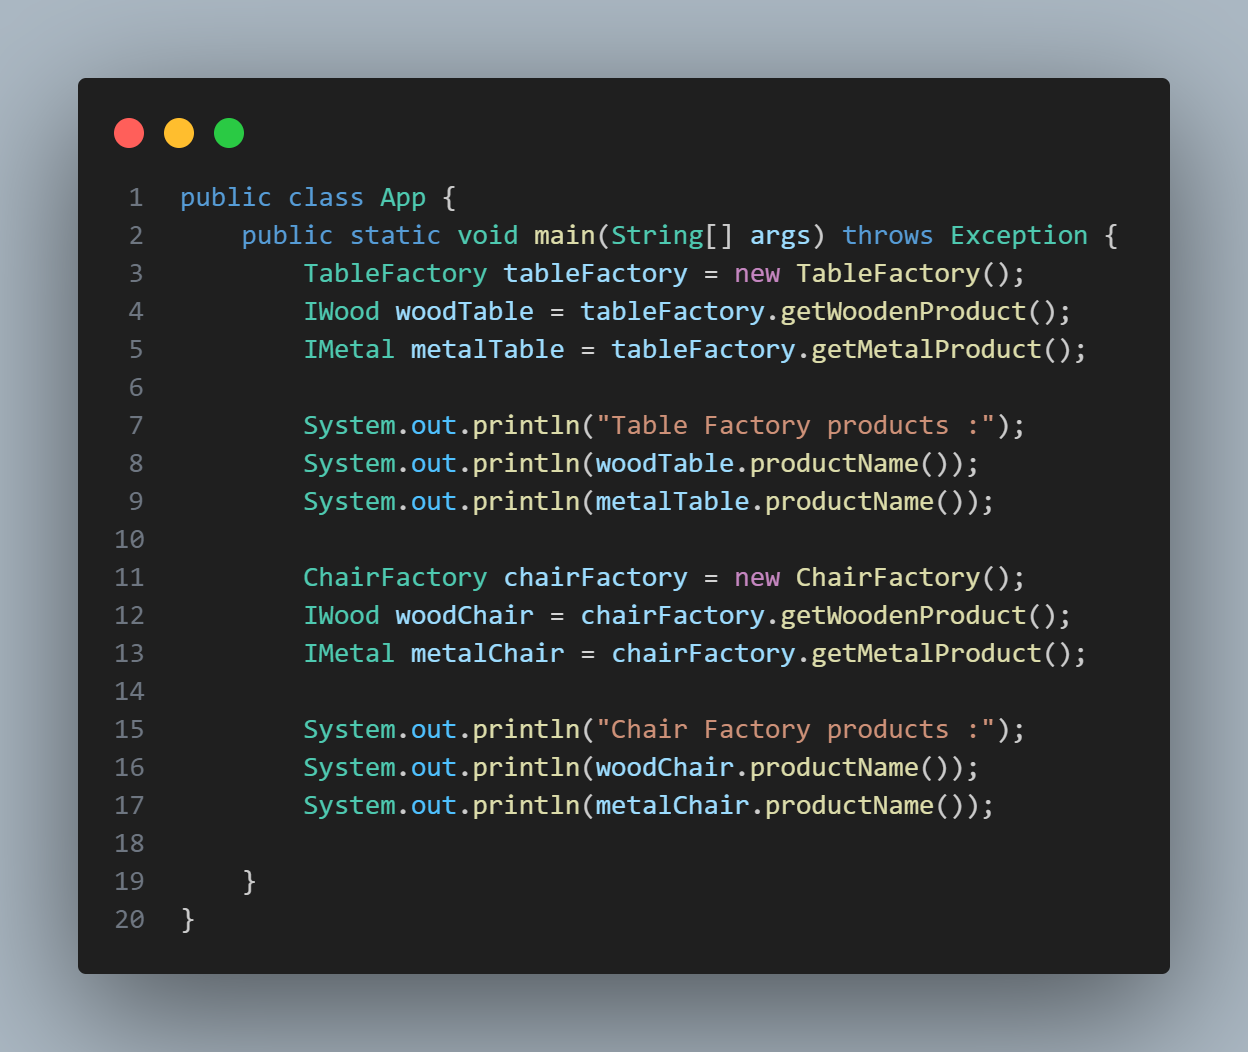 1 public class App {
2     public static void main(String[] args) throws Exception {
3         TableFactory tableFactory = new TableFactory();
4         IWood woodTable = tableFactory.getWoodenProduct();
5         IMetal metalTable = tableFactory.getMetalProduct();
6
7         System.out.println("Table Factory products :");
8         System.out.println(woodTable.productName());
9         System.out.println(metalTable.productName());
10
11         ChairFactory chairFactory = new ChairFactory();
12         IWood woodChair = chairFactory.getWoodenProduct();
13         IMetal metalChair = chairFactory.getMetalProduct();
14
15         System.out.println("Chair Factory products :");
16         System.out.println(woodChair.productName());
17         System.out.println(metalChair.productName());
18
19     }
20 }